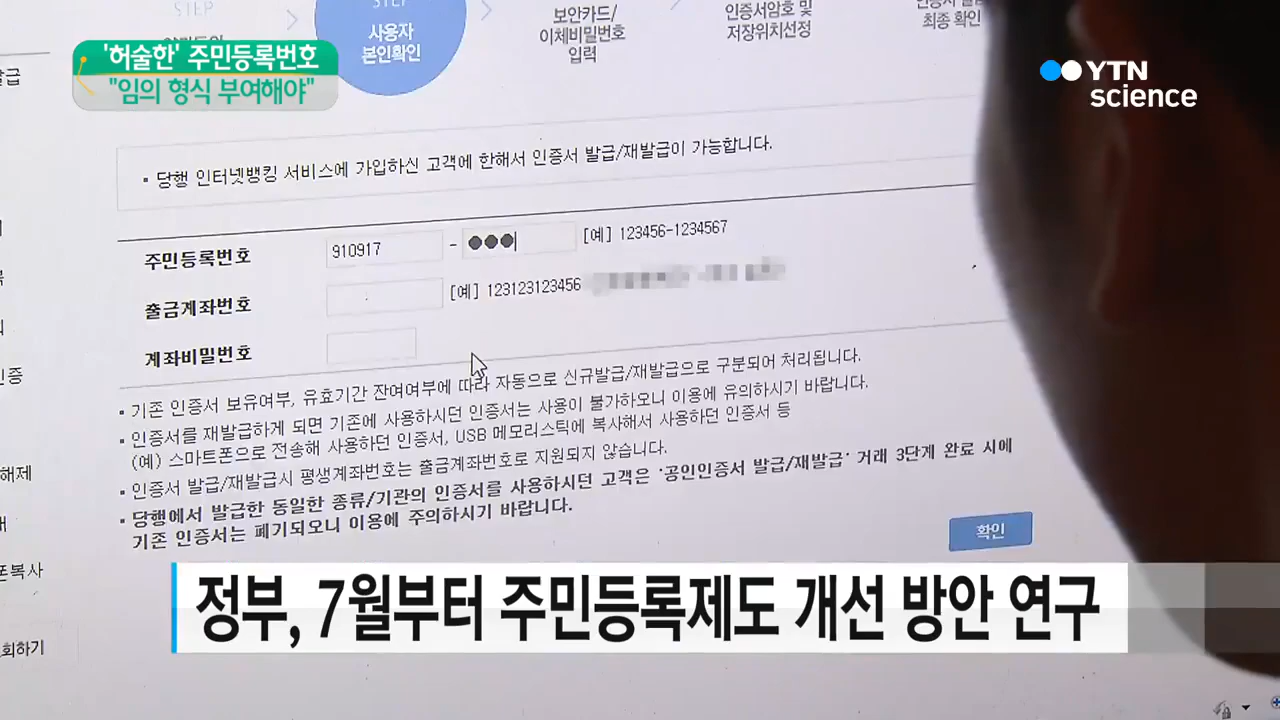 STEP
STEP
사용자
본인확인
보안카드/
이체비밀번호
입력
인증서암호 및
저장위치선정
최종 확인
'허술한' 주민등록번호
"임의 형식 부여해야"
YTN
science
당행 인터넷뱅킹 서비스에 가입하신 고객에 한해서 인증서 발급/재발급이 가능합니다.
주민등록번호 910917 - ●●● [예] 123456-1234567
출금계좌번호 [예] 123123123456
계좌비밀번호
기존 인증서 보유여부, 유효기간 잔여여부에 따라 자동으로 신규발급/재발급으로 구분되어 처리됩니다.
인증서를 재발급하게 되면 기존에 사용하시던 인증서는 사용이 불가하오니 이용에 유의하시기 바랍니다.
(예) 스마트폰으로 전송해 사용하던 인증서, USB 메모리스틱에 복사해서 사용하던 인증서 등
인증서 발급/재발급시 평생계좌번호는 출금계좌번호로 지원되지 않습니다.
당행에서 발급한 동일한 종류/기관의 인증서를 사용하시던 고객은 '공인인증서 발급/재발급' 거래 3단계 완료 시에
기존 인증서는 폐기되오니 이용에 주의하시기 바랍니다.
확인
해제
폰복사
회하기
정부, 7월부터 주민등록제도 개선 방안 연구